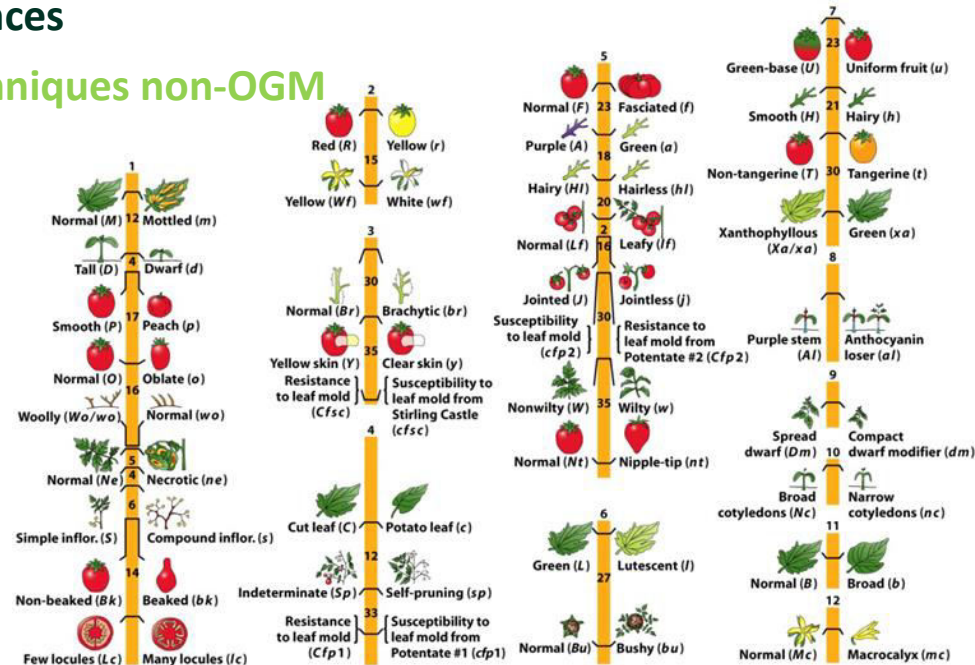 nces
hniques non-OGM
1
Normal (M) Mottled (m)
12
Tall (D) Dwarf (d)
4
Smooth (P) Peach (p)
17
Normal (O) Oblate (o)
16
Woolly (Wo/wo) Normal (wo)
5
Normal (Ne) Necrotic (ne)
4
6
Simple inflor. (S) Compound inflor. (s)
14
Non-beaked (Bk) Beaked (bk)
Few locules (Lc) Many locules (lc)
2
Red (R) Yellow (r)
15
Yellow (Wf) White (wf)
3
30
Normal (Br) Brachytic (br)
35
Yellow skin (Y) Clear skin (y)
Resistance
to leaf mold
(Cfsc)
Susceptibility to
leaf mold from
Stirling Castle
(cfsc)
4
Cut leaf (C) Potato leaf (c)
12
Indeterminate (Sp) Self-pruning (sp)
33
Resistance
to leaf mold
(Cfp1)
Susceptibility to
leaf mold from
Potentate #1 (cfp1)
5
Normal (F) Fasciated (f)
23
Purple (A) Green (a)
18
Hairy (Hl) Hairless (hl)
20
2
Normal (Lf) Leafy (lf)
16
Jointed (J) Jointless (j)
30
Susceptibility
to leaf mold
(cfp2)
Resistance to
leaf mold from
Potentate #2 (Cfp2)
35
Nonwilty (W) Wilty (w)
Normal (Nt) Nipple-tip (nt)
6
Green (L) Lutescent (l)
27
Normal (Bu) Bushy (bu)
7
23
Green-base (U) Uniform fruit (u)
21
Smooth (H) Hairy (h)
30
Non-tangerine (T) Tangerine (t)
Xanthophyllous
(Xa/xa)
Green (xa)
8
Purple stem
(Al)
Anthocyanin
loser (al)
9
Spread
dwarf (Dm)
Compact
dwarf modifier (dm)
10
Broad
cotyledons (Nc)
Narrow
cotyledons (nc)
11
Normal (B) Broad (b)
12
Normal (Mc) Macrocalyx (mc)